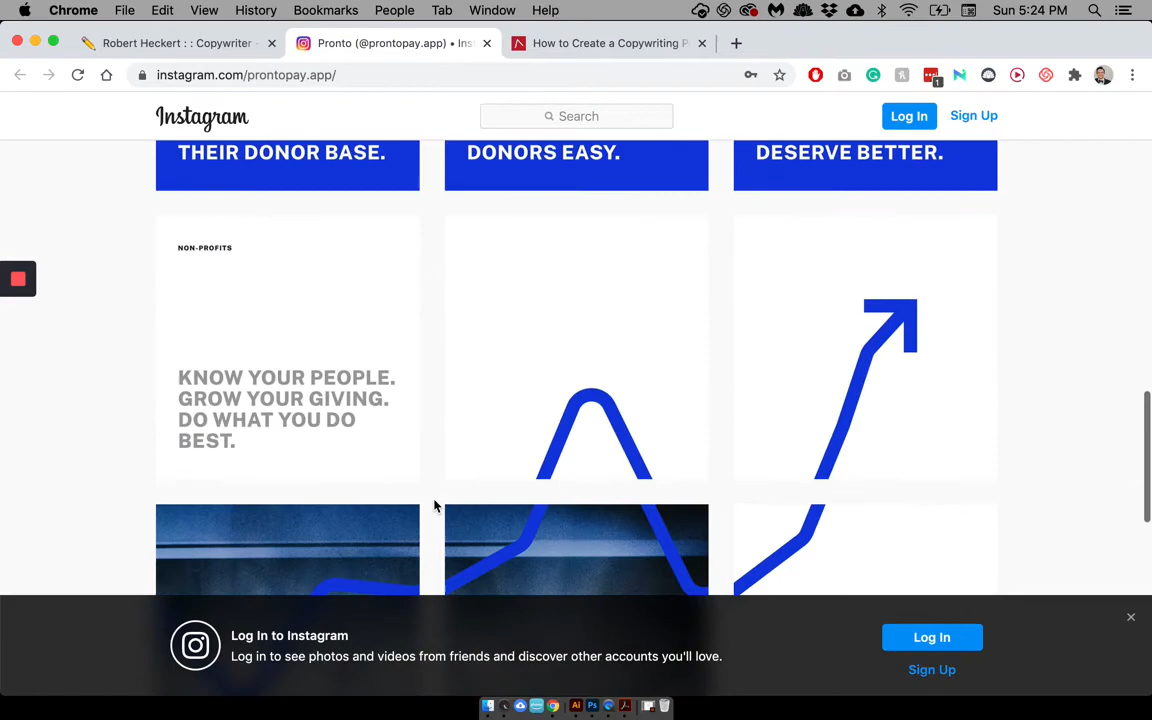 Chrome File Edit View History Bookmarks People Tab Window Help Sun 5:24 PM
Robert Heckert : : Copywriter - Pronto (@prontopay.app) • Ins How to Create a Copywriting P
instagram.com/prontopay.app/
1
Instagram Search Log In Sign Up
THEIR DONOR BASE. DONORS EASY. DESERVE BETTER.
NON-PROFITS
KNOW YOUR PEOPLE.
GROW YOUR GIVING.
DO WHAT YOU DO
BEST.
Log In to Instagram
Log in to see photos and videos from friends and discover other accounts you'll love.
Log In
Sign Up
Ai Ps